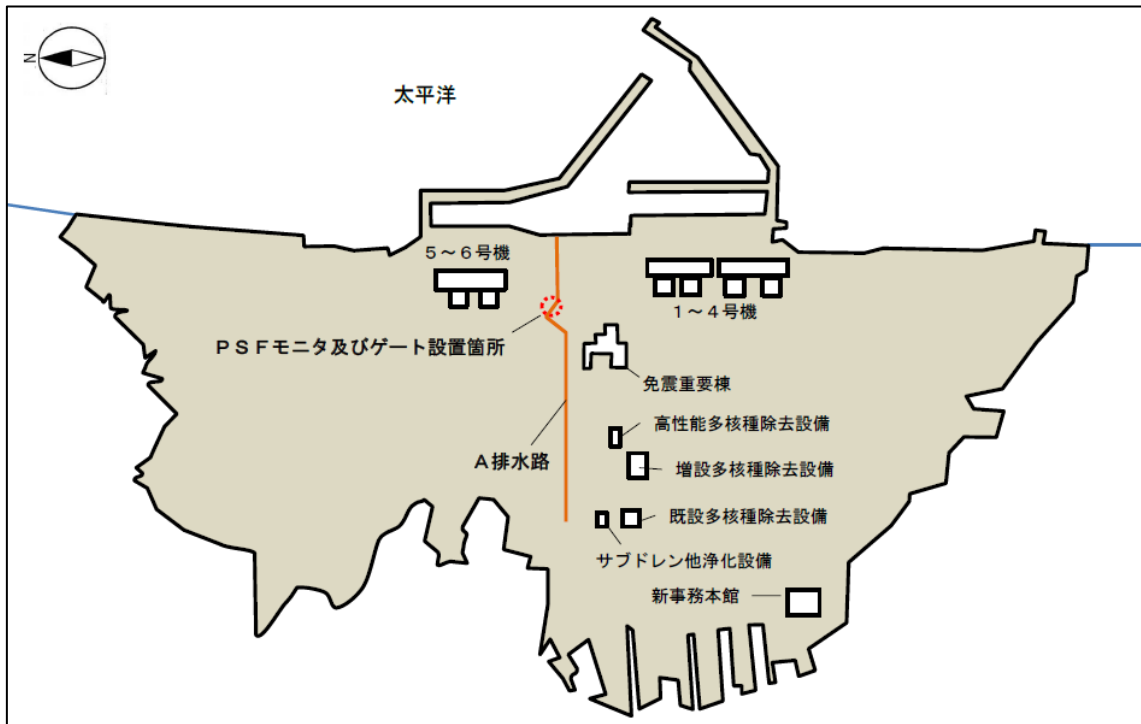 N
太平洋
5~6号機
1~4号機
PSFモニタ及びゲート設置箇所
免震重要棟
高性能多核種除去設備
A排水路
増設多核種除去設備
既設多核種除去設備
サブドレン他浄化設備
新事務本館